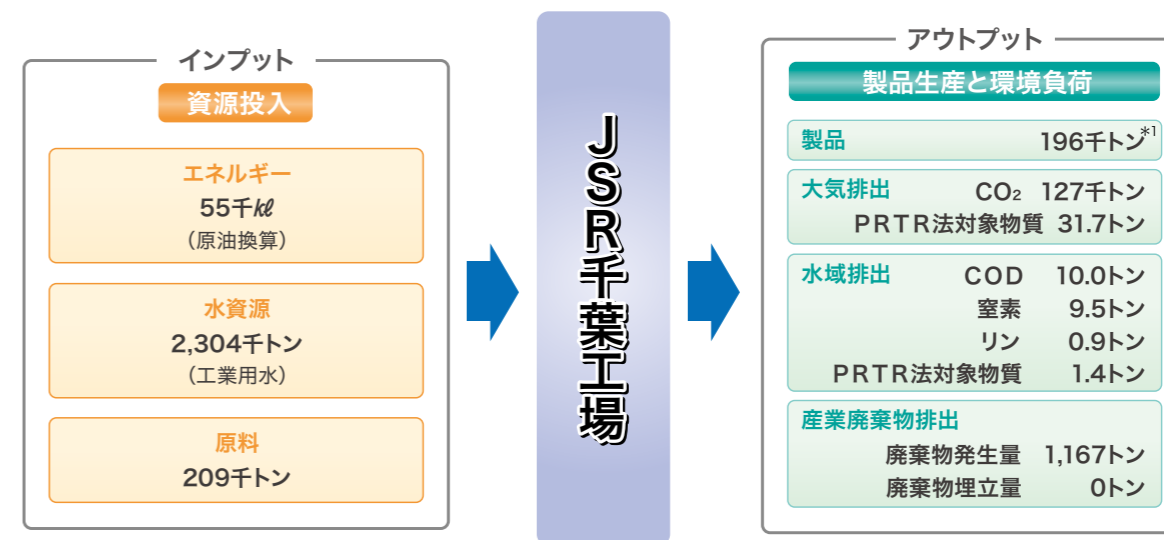 インプット
資源投入
エネルギー
55千㎘
（原油換算）
水資源
2,304千トン
（工業用水）
原料
209千トン
JSR千葉工場
アウトプット
製品生産と環境負荷
製品 196千トン*1
大気排出 CO₂ 127千トン
PRTR法対象物質 31.7トン
水域排出 COD 10.0トン
窒素 9.5トン
リン 0.9トン
PRTR法対象物質 1.4トン
産業廃棄物排出
廃棄物発生量 1,167トン
廃棄物埋立量 0トン